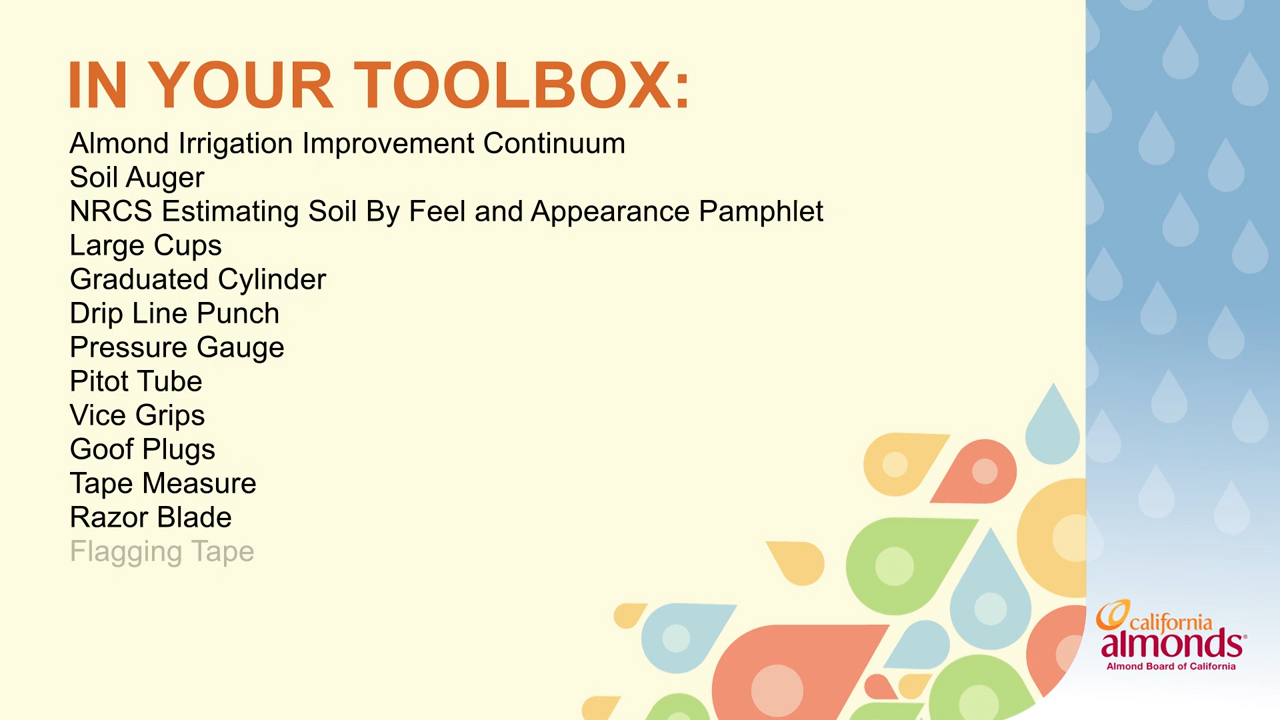 IN YOUR TOOLBOX:
Almond Irrigation Improvement Continuum
Soil Auger
NRCS Estimating Soil By Feel and Appearance Pamphlet
Large Cups
Graduated Cylinder
Drip Line Punch
Pressure Gauge
Pitot Tube
Vice Grips
Goof Plugs
Tape Measure
Razor Blade
Flagging Tape
california
almonds®
Almond Board of California